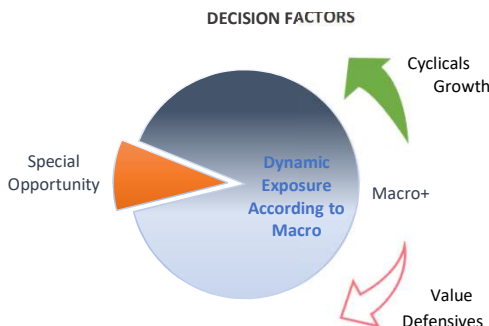 DECISION FACTORS
Cyclicals
Growth
Special
Opportunity
Dynamic
Exposure
According to
Macro
Macro+
Value
Defensives